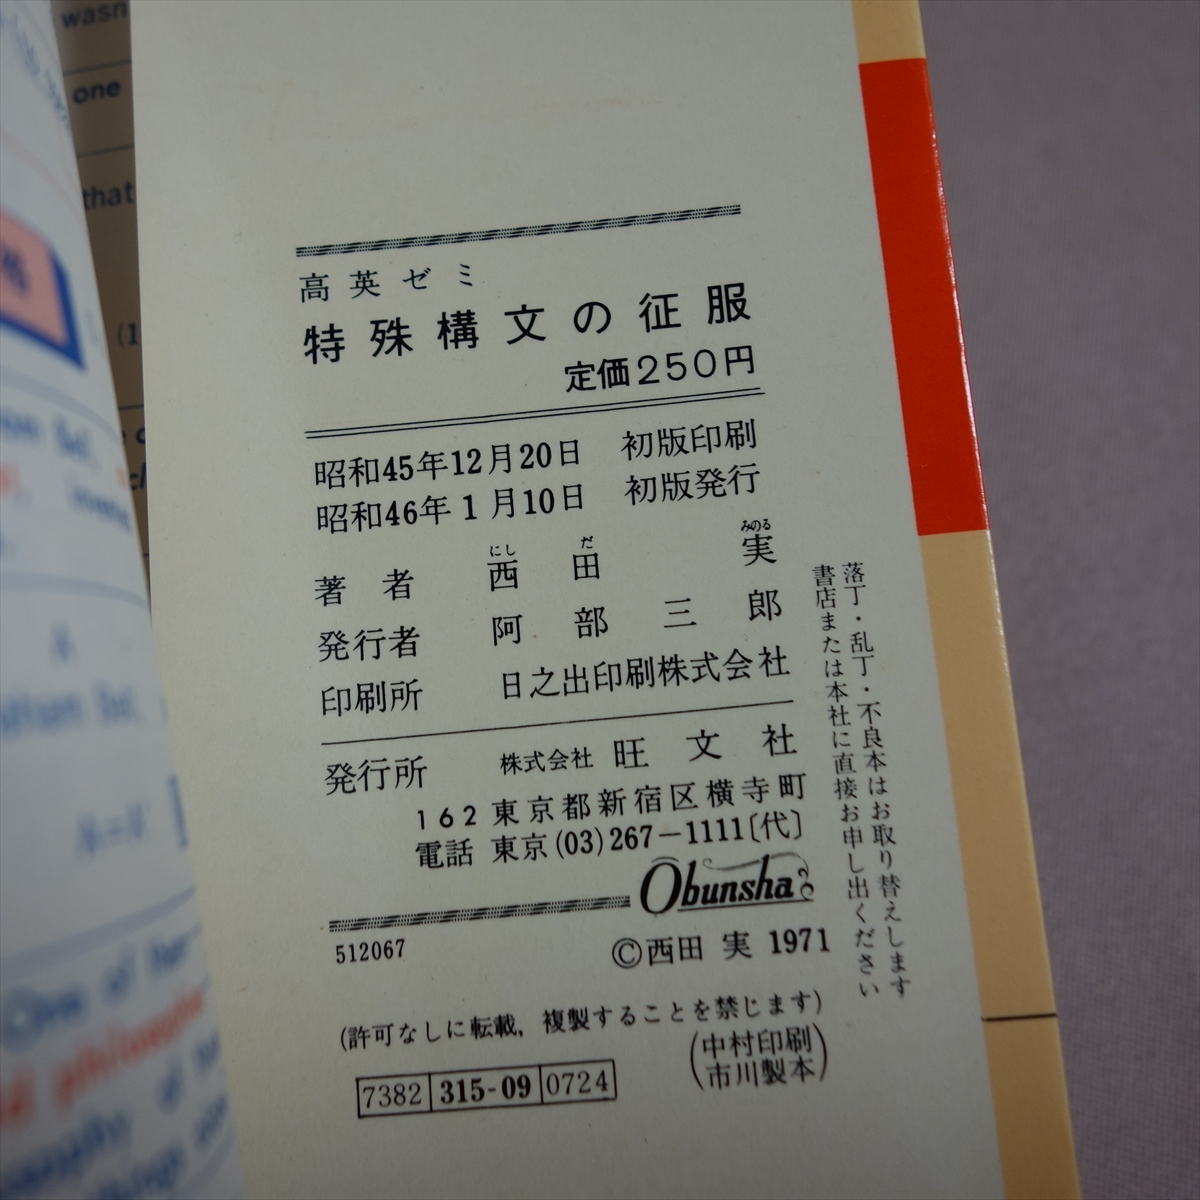 wasn
one
that
(1
高英ゼミ
特殊構文の征服
定価250円
昭和45年12月20日 初版印刷
昭和46年1月10日 初版発行
にし だ みのる
著者 西田 実
発行者 阿部三郎
印刷所 日之出印刷株式会社
発行所 株式会社 旺文社
162 東京都新宿区横寺町
電話 東京(03)267-1111〔代〕
Obunsha
512067
©西田 実 1971
(許可なしに転載,複製することを禁じます)
(中村印刷
市川製本)
7382 315-09 0724
落丁・乱丁・不良本はお取り替えします
書店または本社に直接お申し出ください
One of her